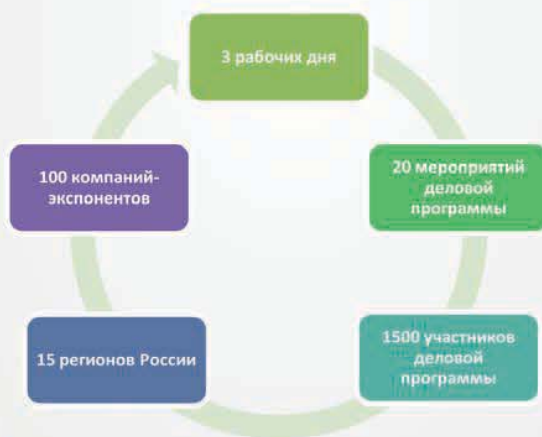 3 рабочих дня
20 мероприятий
деловой
программы
1500 участников
деловой
программы
15 регионов России
100 компаний-
экспонентов